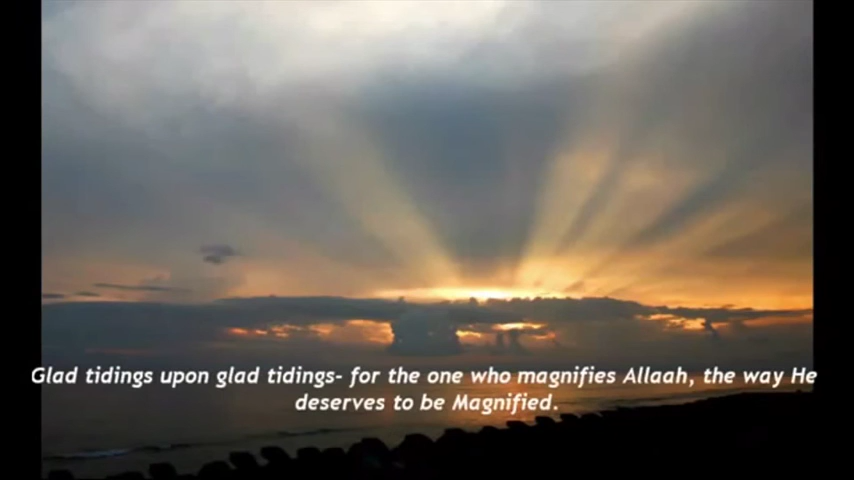 Glad tidings upon glad tidings- for the one who magnifies Allaah, the way He
deserves to be Magnified.